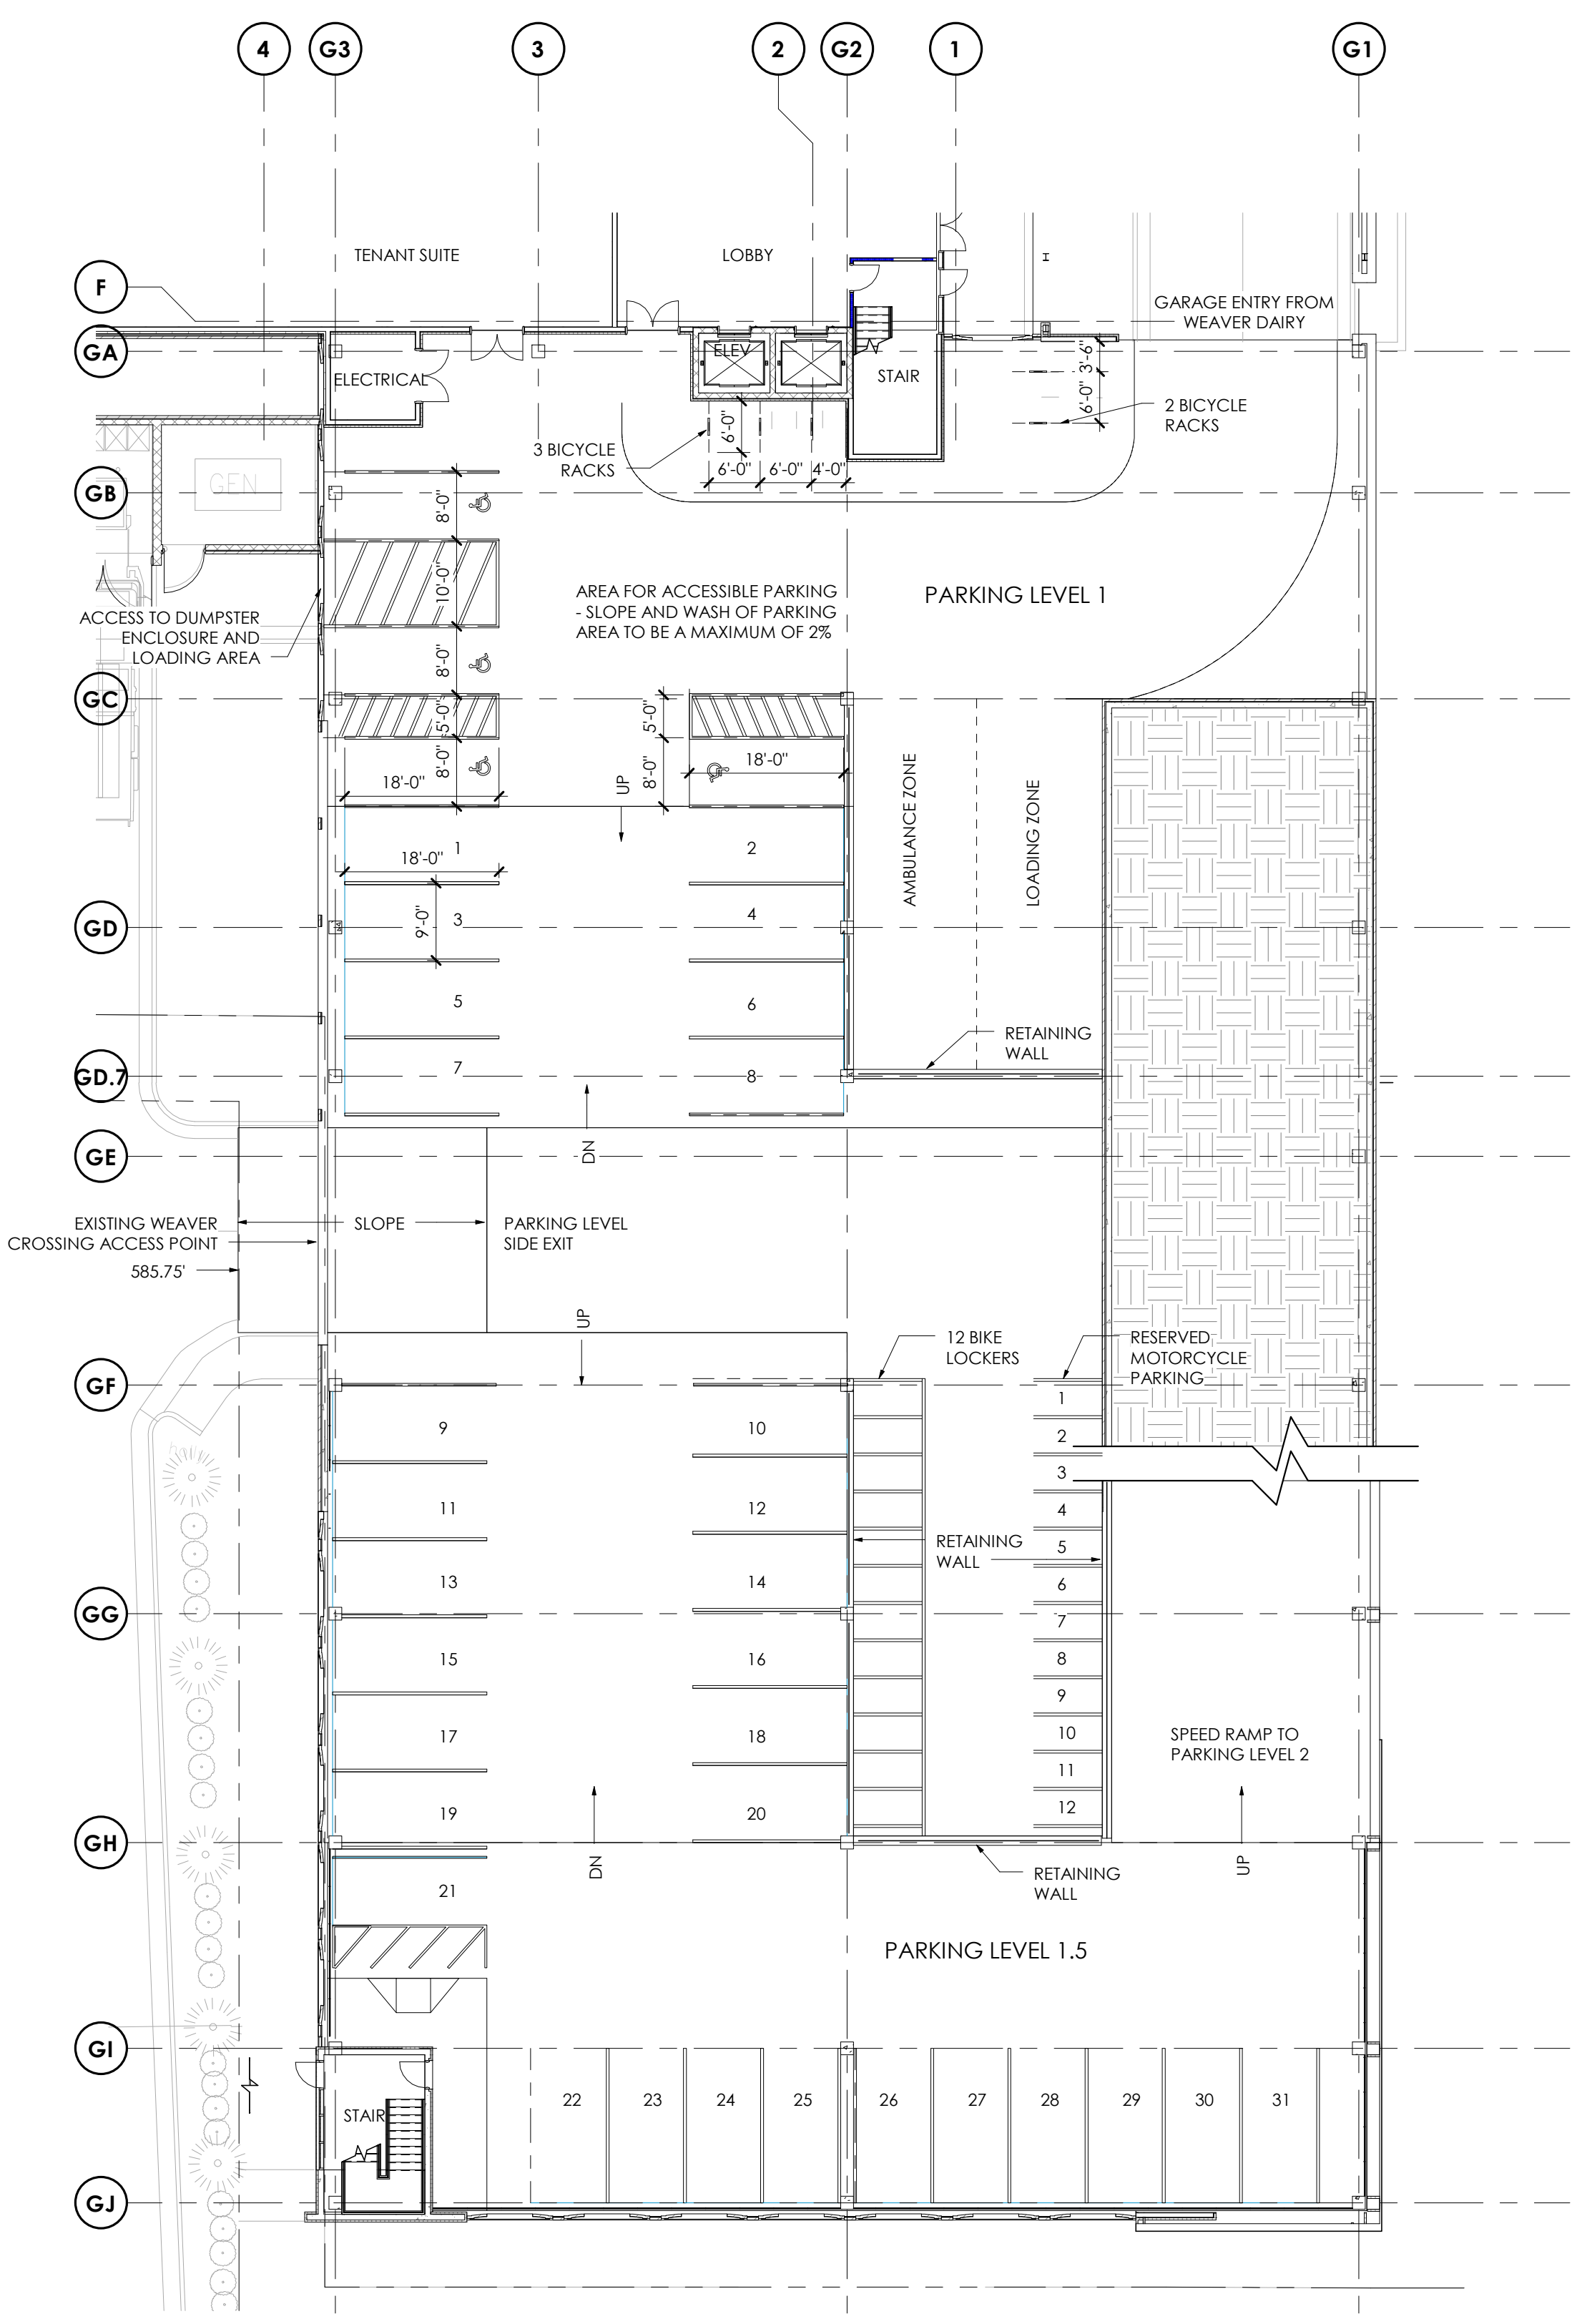 4
G3
3
2
G2
1
G1
TENANT SUITE
LOBBY
F
GARAGE ENTRY FROM
WEAVER DAIRY
GA
ELEV
STAIR
ELECTRICAL
3'-6"
6'-0"
2 BICYCLE
RACKS
6'-0"
3 BICYCLE
RACKS
6'-0"
6'-0"
4'-0"
GEN
GB
8'-0"
10'-0"
AREA FOR ACCESSIBLE PARKING
- SLOPE AND WASH OF PARKING
AREA TO BE A MAXIMUM OF 2%
PARKING LEVEL 1
ACCESS TO DUMPSTER
ENCLOSURE AND
LOADING AREA
8'-0"
GC
5'-0"
5'-0"
8'-0"
18'-0"
UP
8'-0"
18'-0"
AMBULANCE ZONE
LOADING ZONE
1
2
18'-0"
9'-0"
3
4
GD
5
6
RETAINING
WALL
7
8
GD.7
DN
GE
EXISTING WEAVER
CROSSING ACCESS POINT
SLOPE
PARKING LEVEL
SIDE EXIT
585.75'
UP
12 BIKE
LOCKERS
RESERVED
MOTORCYCLE
PARKING
GF
1
9
10
2
3
11
12
4
RETAINING
WALL
5
13
14
6
GG
7
15
16
8
9
17
18
10
SPEED RAMP TO
PARKING LEVEL 2
11
19
20
12
GH
DN
UP
RETAINING
WALL
21
PARKING LEVEL 1.5
GI
22
23
24
25
26
27
28
29
30
31
STAIR
GJ